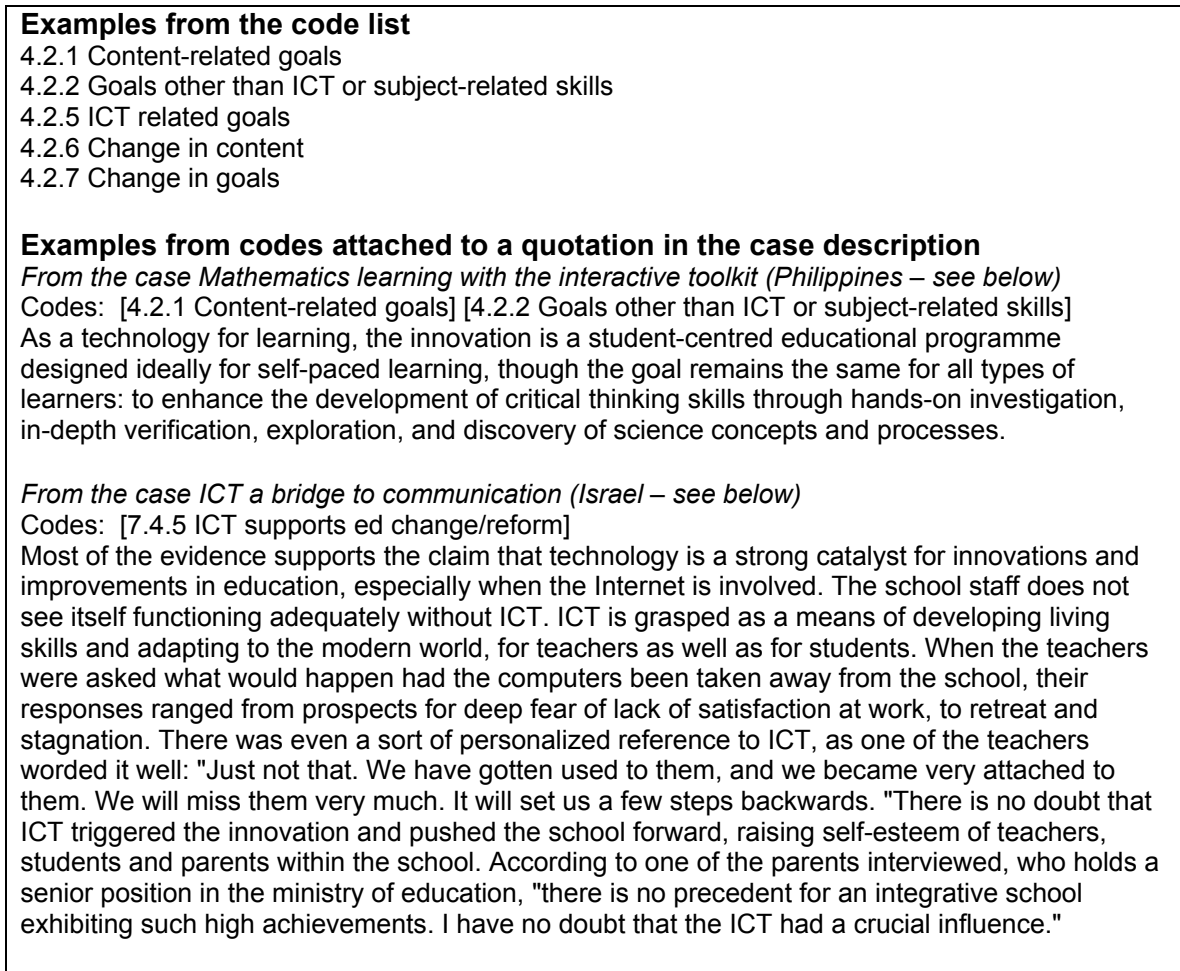 Examples from the code list
4.2.1 Content-related goals
4.2.2 Goals other than ICT or subject-related skills
4.2.5 ICT related goals
4.2.6 Change in content
4.2.7 Change in goals
Examples from codes attached to a quotation in the case description
From the case Mathematics learning with the interactive toolkit (Philippines – see below)
Codes:  [4.2.1 Content-related goals] [4.2.2 Goals other than ICT or subject-related skills]
As a technology for learning, the innovation is a student-centred educational programme
designed ideally for self-paced learning, though the goal remains the same for all types of
learners: to enhance the development of critical thinking skills through hands-on investigation,
in-depth verification, exploration, and discovery of science concepts and processes.
From the case ICT a bridge to communication (Israel – see below)
Codes:  [7.4.5 ICT supports ed change/reform]
Most of the evidence supports the claim that technology is a strong catalyst for innovations and
improvements in education, especially when the Internet is involved. The school staff does not
see itself functioning adequately without ICT. ICT is grasped as a means of developing living
skills and adapting to the modern world, for teachers as well as for students. When the teachers
were asked what would happen had the computers been taken away from the school, their
responses ranged from prospects for deep fear of lack of satisfaction at work, to retreat and
stagnation. There was even a sort of personalized reference to ICT, as one of the teachers
worded it well: "Just not that. We have gotten used to them, and we became very attached to
them. We will miss them very much. It will set us a few steps backwards. "There is no doubt that
ICT triggered the innovation and pushed the school forward, raising self-esteem of teachers,
students and parents within the school. According to one of the parents interviewed, who holds a
senior position in the ministry of education, "there is no precedent for an integrative school
exhibiting such high achievements. I have no doubt that the ICT had a crucial influence."